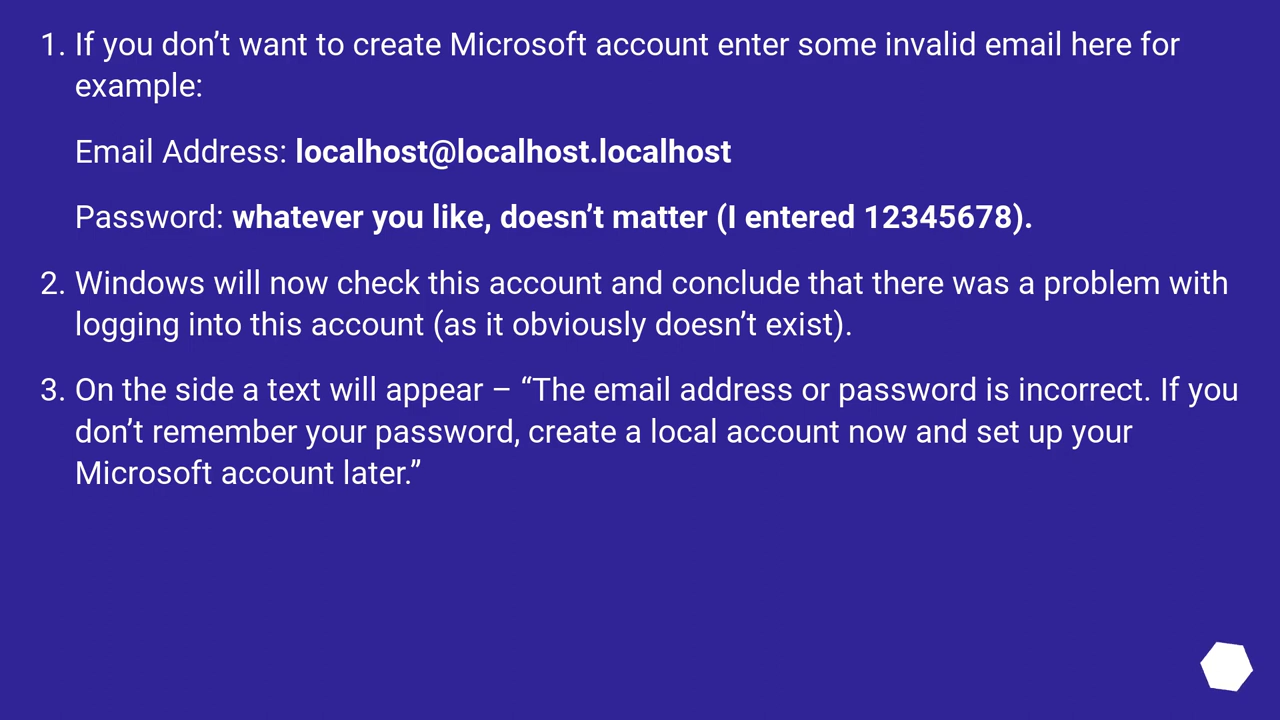 1. If you don’t want to create Microsoft account enter some invalid email here for
example:
Email Address: localhost@localhost.localhost
Password: whatever you like, doesn’t matter (I entered 12345678).
2. Windows will now check this account and conclude that there was a problem with
logging into this account (as it obviously doesn’t exist).
3. On the side a text will appear – “The email address or password is incorrect. If you
don’t remember your password, create a local account now and set up your
Microsoft account later.”